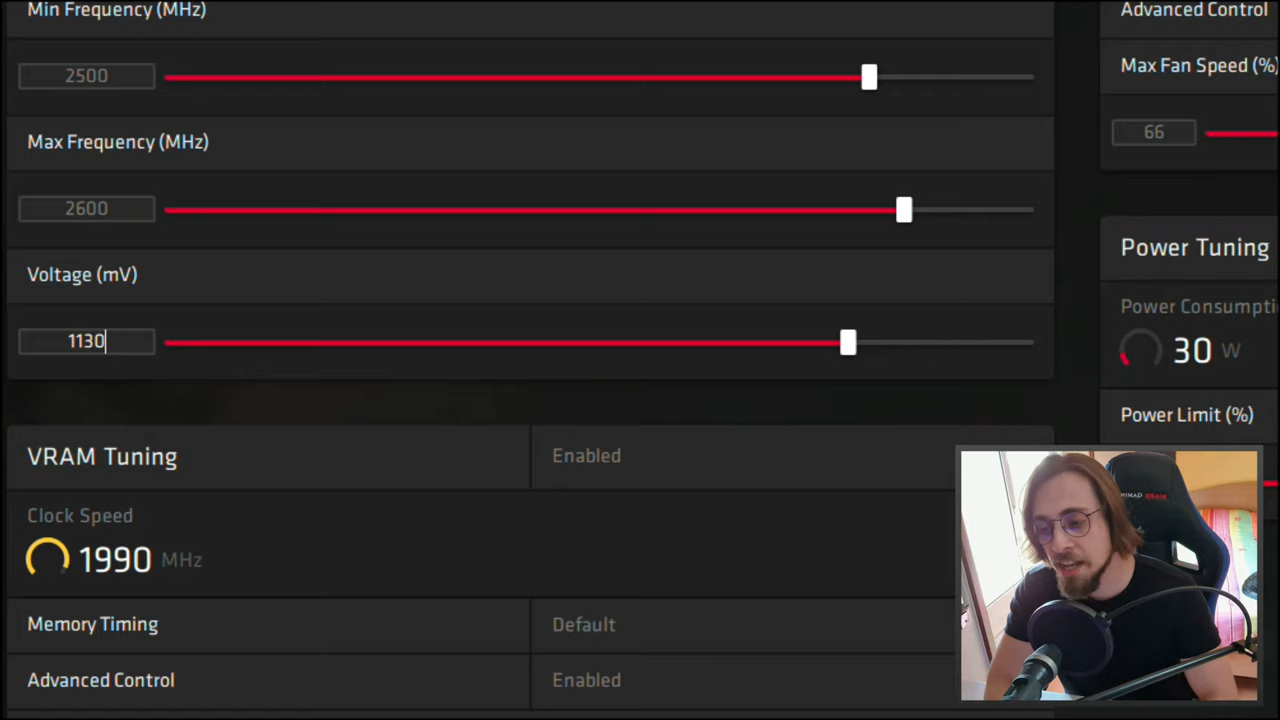 Min Frequency (MHz)
2500
Max Frequency (MHz)
2600
Voltage (mV)
1130
VRAM Tuning
Enabled
Clock Speed
1990 MHz
Memory Timing
Default
Advanced Control
Enabled
Advanced Control
Max Fan Speed (%)
66
Power Tuning
Power Consumpti
30 W
Power Limit (%)